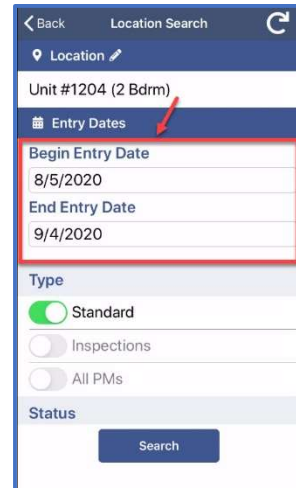 Back Location Search
Location
Unit #1204 (2 Bdrm)
Entry Dates
Begin Entry Date
8/5/2020
End Entry Date
9/4/2020
Type
Standard
Inspections
All PMs
Status
Search